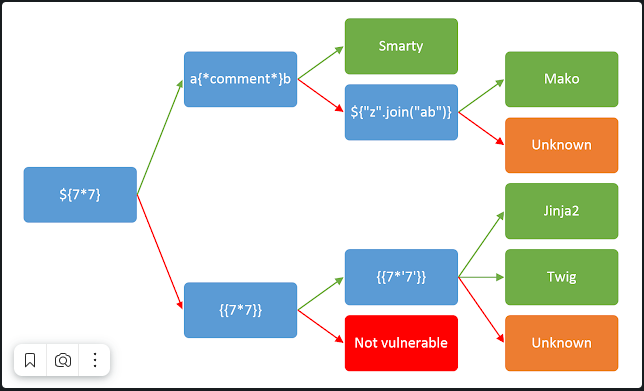 Smarty
a{*comment*}b
Mako
${"z".join("ab")}
Unknown
${7*7}
Jinja2
{{7*'7'}}
Twig
{{7*7}}
Not vulnerable
Unknown